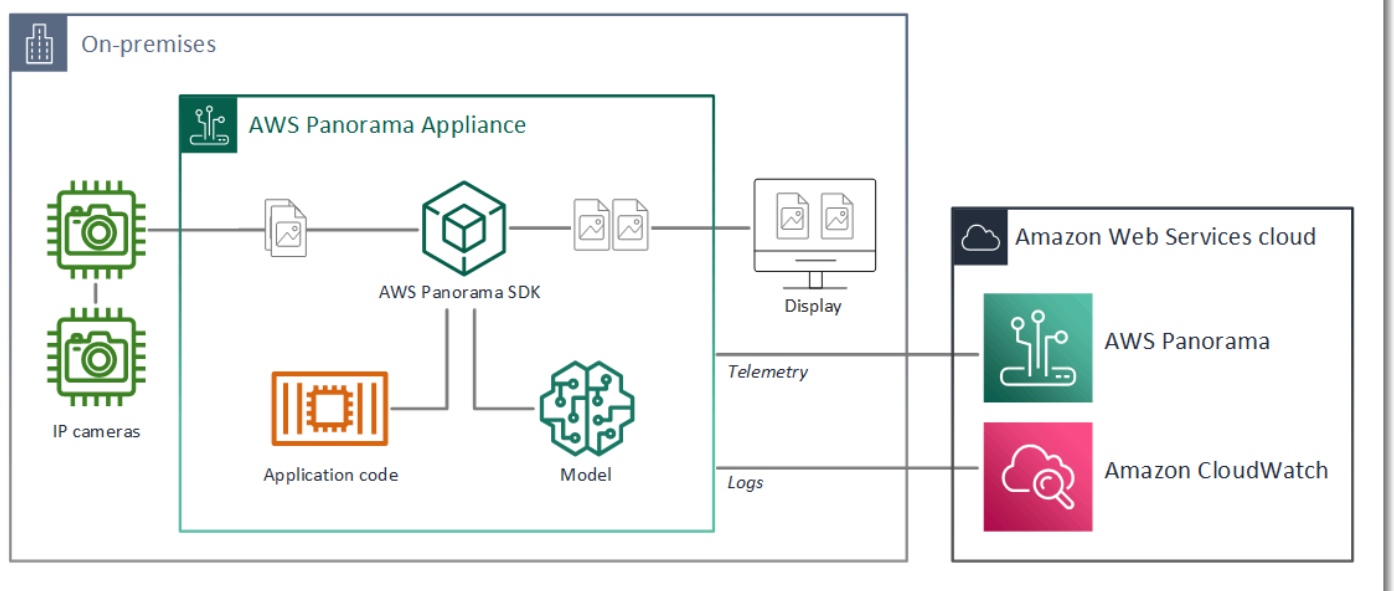 On-premises
AWS Panorama Appliance
AWS Panorama SDK
Display
IP cameras
Application code
Model
Telemetry
Logs
Amazon Web Services cloud
AWS Panorama
Amazon CloudWatch